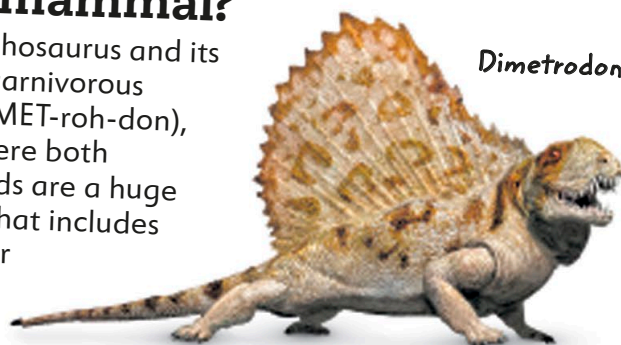 mammal?
hosaurus and its
arnivorous
MET-roh-don),
ere both
ds are a huge
hat includes
r
Dimetrodon